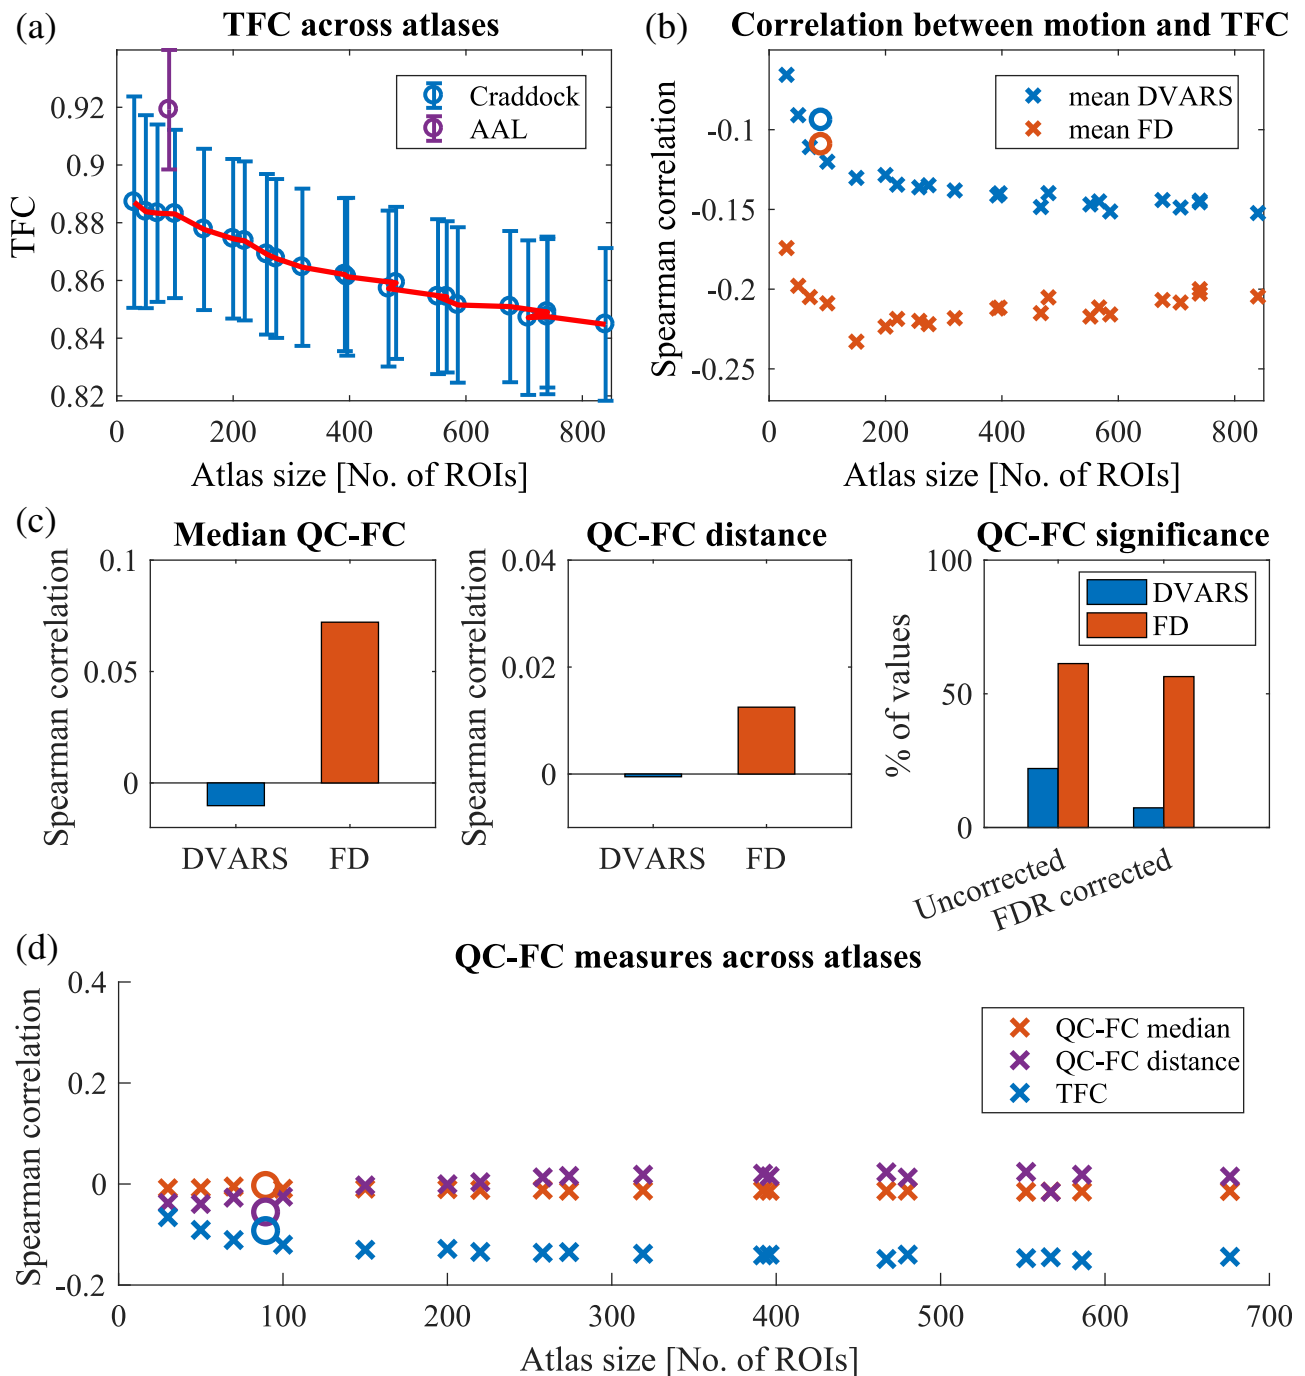 (a)
TFC across atlases
TFC
0.92
0.9
0.88
0.86
0.84
0.82
0
200
400
600
800
Atlas size [No. of ROIs]
Craddock
AAL
(b)
Correlation between motion and TFC
Spearman correlation
-0.1
-0.15
-0.2
-0.25
0
200
400
600
800
Atlas size [No. of ROIs]
mean DVARS
mean FD
(c)
Median QC-FC
Spearman correlation
0.1
0.05
0
DVARS
FD
QC-FC distance
Spearman correlation
0.04
0.02
0
DVARS
FD
QC-FC significance
% of values
100
50
0
DVARS
FD
Uncorrected
FDR corrected
(d)
QC-FC measures across atlases
Spearman correlation
0.4
0.2
0
-0.2
0
100
200
300
400
500
600
700
Atlas size [No. of ROIs]
QC-FC median
QC-FC distance
TFC